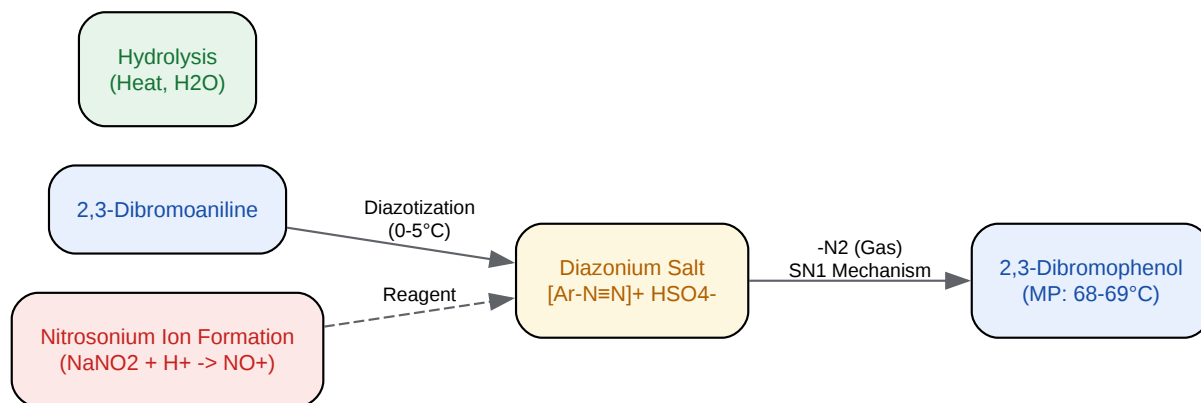 Hydrolysis
(Heat, H2O)
2,3-Dibromoaniline
Diazotization
(0-5°C)
Nitrosonium Ion Formation
(NaNO2 + H+ -> NO+)
Reagent
Diazonium Salt
[Ar-N≡N]+ HSO4-
-N2 (Gas)
SN1 Mechanism
2,3-Dibromophenol
(MP: 68-69°C)